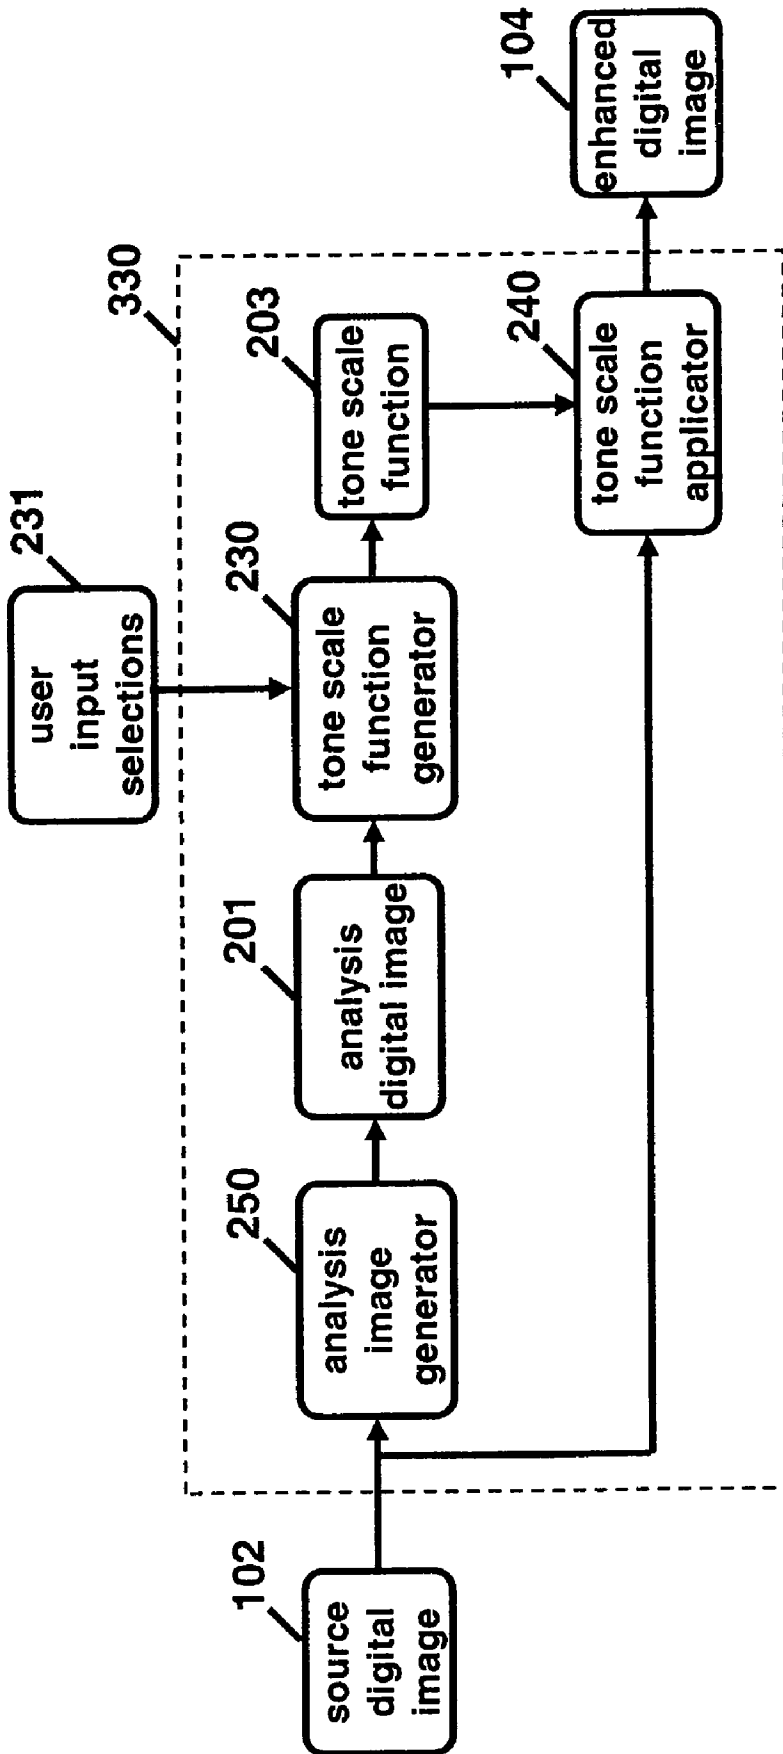 231
user
input
selections
330
102
source
digital
image
250
analysis
image
generator
201
analysis
digital image
230
tone scale
function
generator
203
tone scale
function
240
tone scale
function
applicator
104
enhanced
digital
image